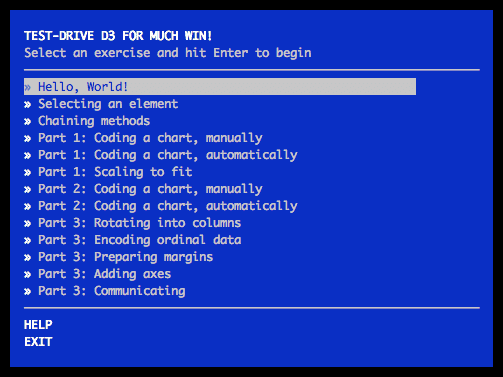 TEST-DRIVE D3 FOR MUCH WIN!
Select an exercise and hit Enter to begin
» Hello, World!
» Selecting an element
» Chaining methods
» Part 1: Coding a chart, manually
» Part 1: Coding a chart, automatically
» Part 1: Scaling to fit
» Part 2: Coding a chart, manually
» Part 2: Coding a chart, automatically
» Part 3: Rotating into columns
» Part 3: Encoding ordinal data
» Part 3: Preparing margins
» Part 3: Adding axes
» Part 3: Communicating
HELP
EXIT